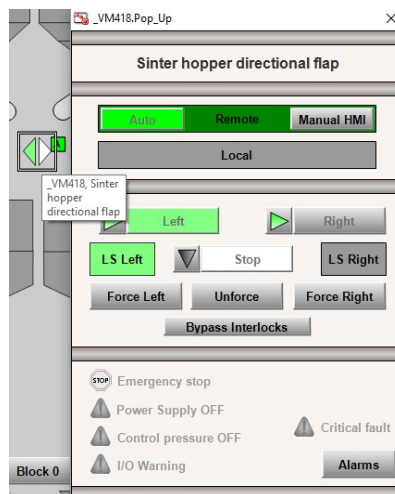 _VM418.Pop_Up
Sinter hopper directional flap
Auto
Remote
Manual HMI
Local
A
_VM418, Sinter
hopper
directional flap
Left
Right
LS Left
Stop
LS Right
Force Left
Unforce
Force Right
Bypass Interlocks
STOP Emergency stop
Power Supply OFF
Control pressure OFF
Critical fault
I/O Warning
Alarms
Block 0